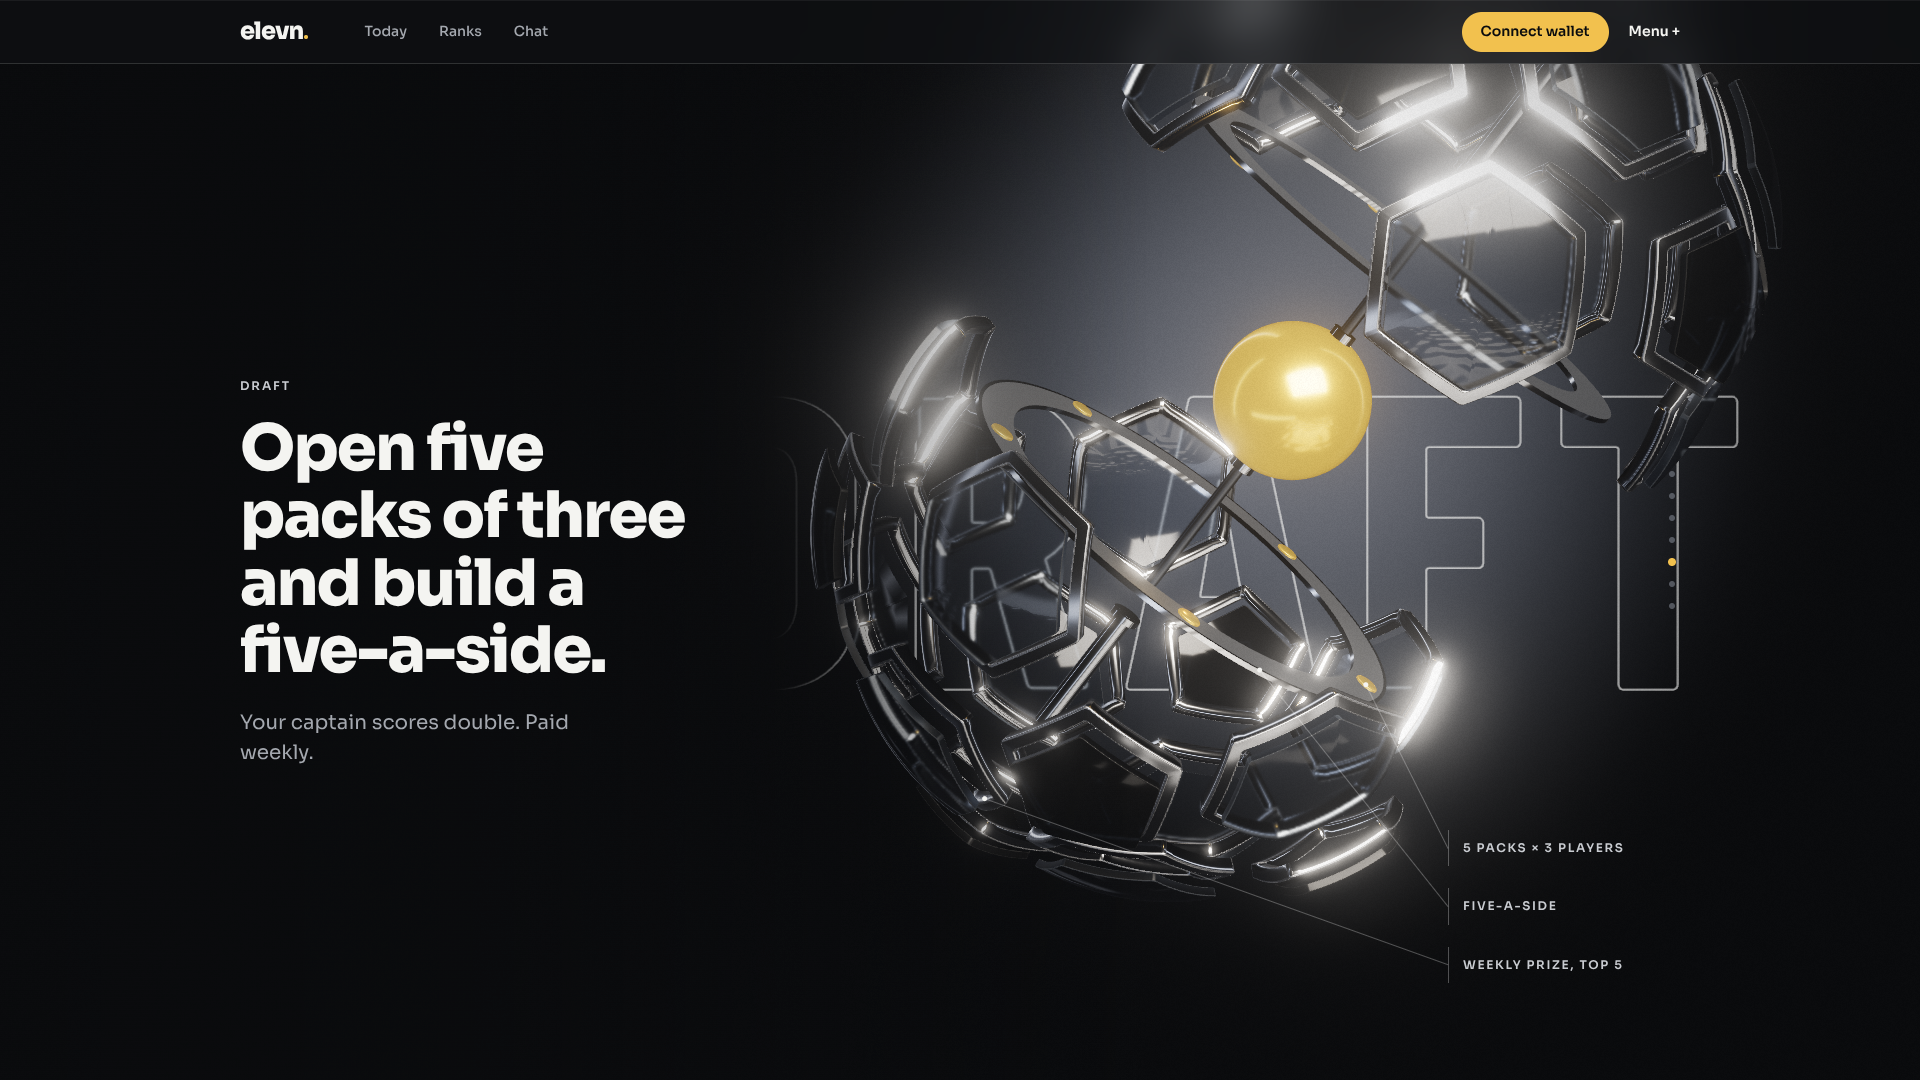 elevn.
Today
Ranks
Chat
Connect wallet
Menu +
DRAFT
Open five
packs of three
and build a
five-a-side.
Your captain scores double. Paid
weekly.
DRAFT
5 PACKS × 3 PLAYERS
FIVE-A-SIDE
WEEKLY PRIZE, TOP 5